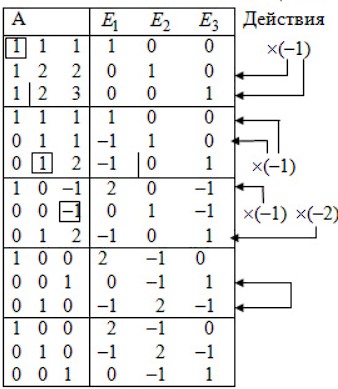 А E1 E2 E3 Действия
1 1 1 1 0 0 ×(–1)
1 2 2 0 1 0
1 2 3 0 0 1
1 1 1 1 0 0
0 1 1 –1 1 0
0 1 2 –1 0 1 ×(–1)
1 0 –1 2 0 –1
0 0 –1 0 1 –1 ×(–1) ×(–2)
0 1 2 –1 0 1
1 0 0 2 –1 0
0 0 1 0 –1 1
0 1 0 –1 2 –1
1 0 0 2 –1 0
0 1 0 –1 2 –1
0 0 1 0 –1 1